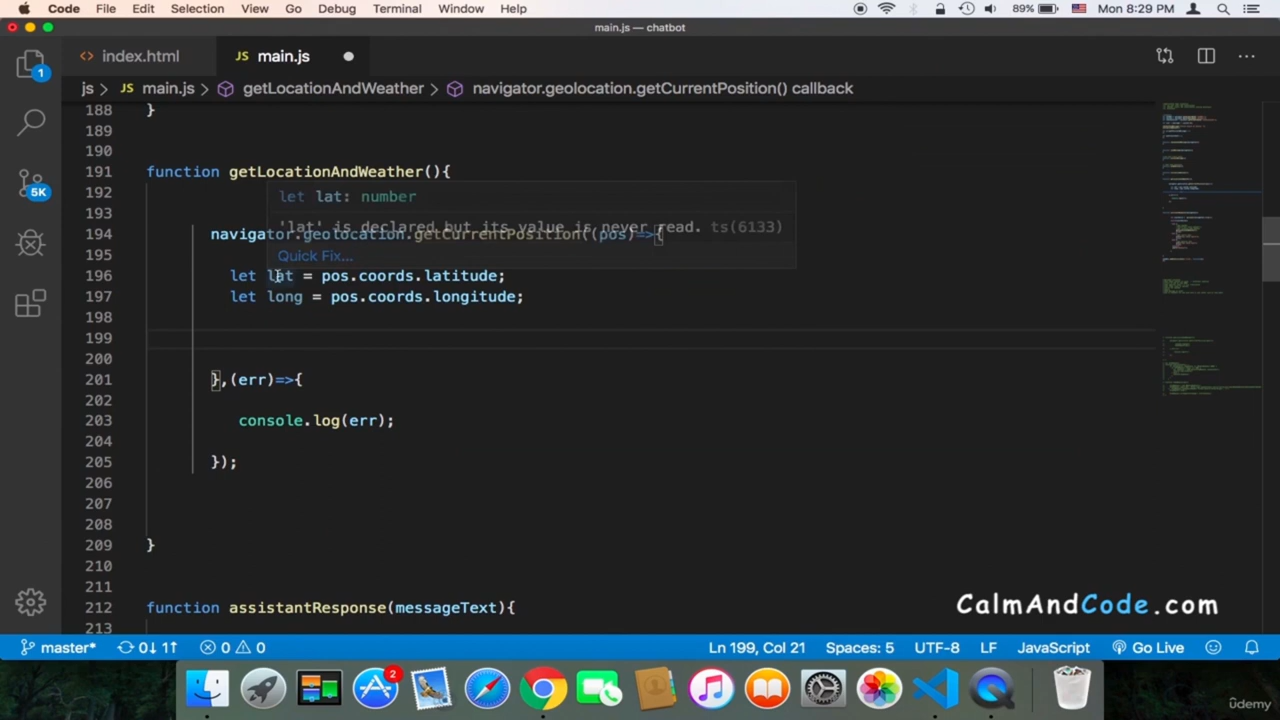 Code File Edit Selection View Go Debug Terminal Window Help 89% Mon 8:29 PM
main.js — chatbot
<> index.html JS main.js
js > JS main.js > getLocationAndWeather > navigator.geolocation.getCurrentPosition() callback
1
5K
188 }
189
190
191 function getLocationAndWeather(){
192 let lat: number
193
'lat' is declared but its value is never read. ts(6133)
194 navigator.geolocation.getCurrentPosition((pos)=>{
195 Quick Fix...
196 let lat = pos.coords.latitude;
197 let long = pos.coords.longitude;
198
199
200
201 },(err)=>{
202
203 console.log(err);
204
205 });
206
207
208
209 }
210
211
212 function assistantResponse(messageText){
213
CalmAndCode.com
master* 0↓ 1↑ 0 0 Ln 199, Col 21 Spaces: 5 UTF-8 LF JavaScript Go Live
2
ûdemy